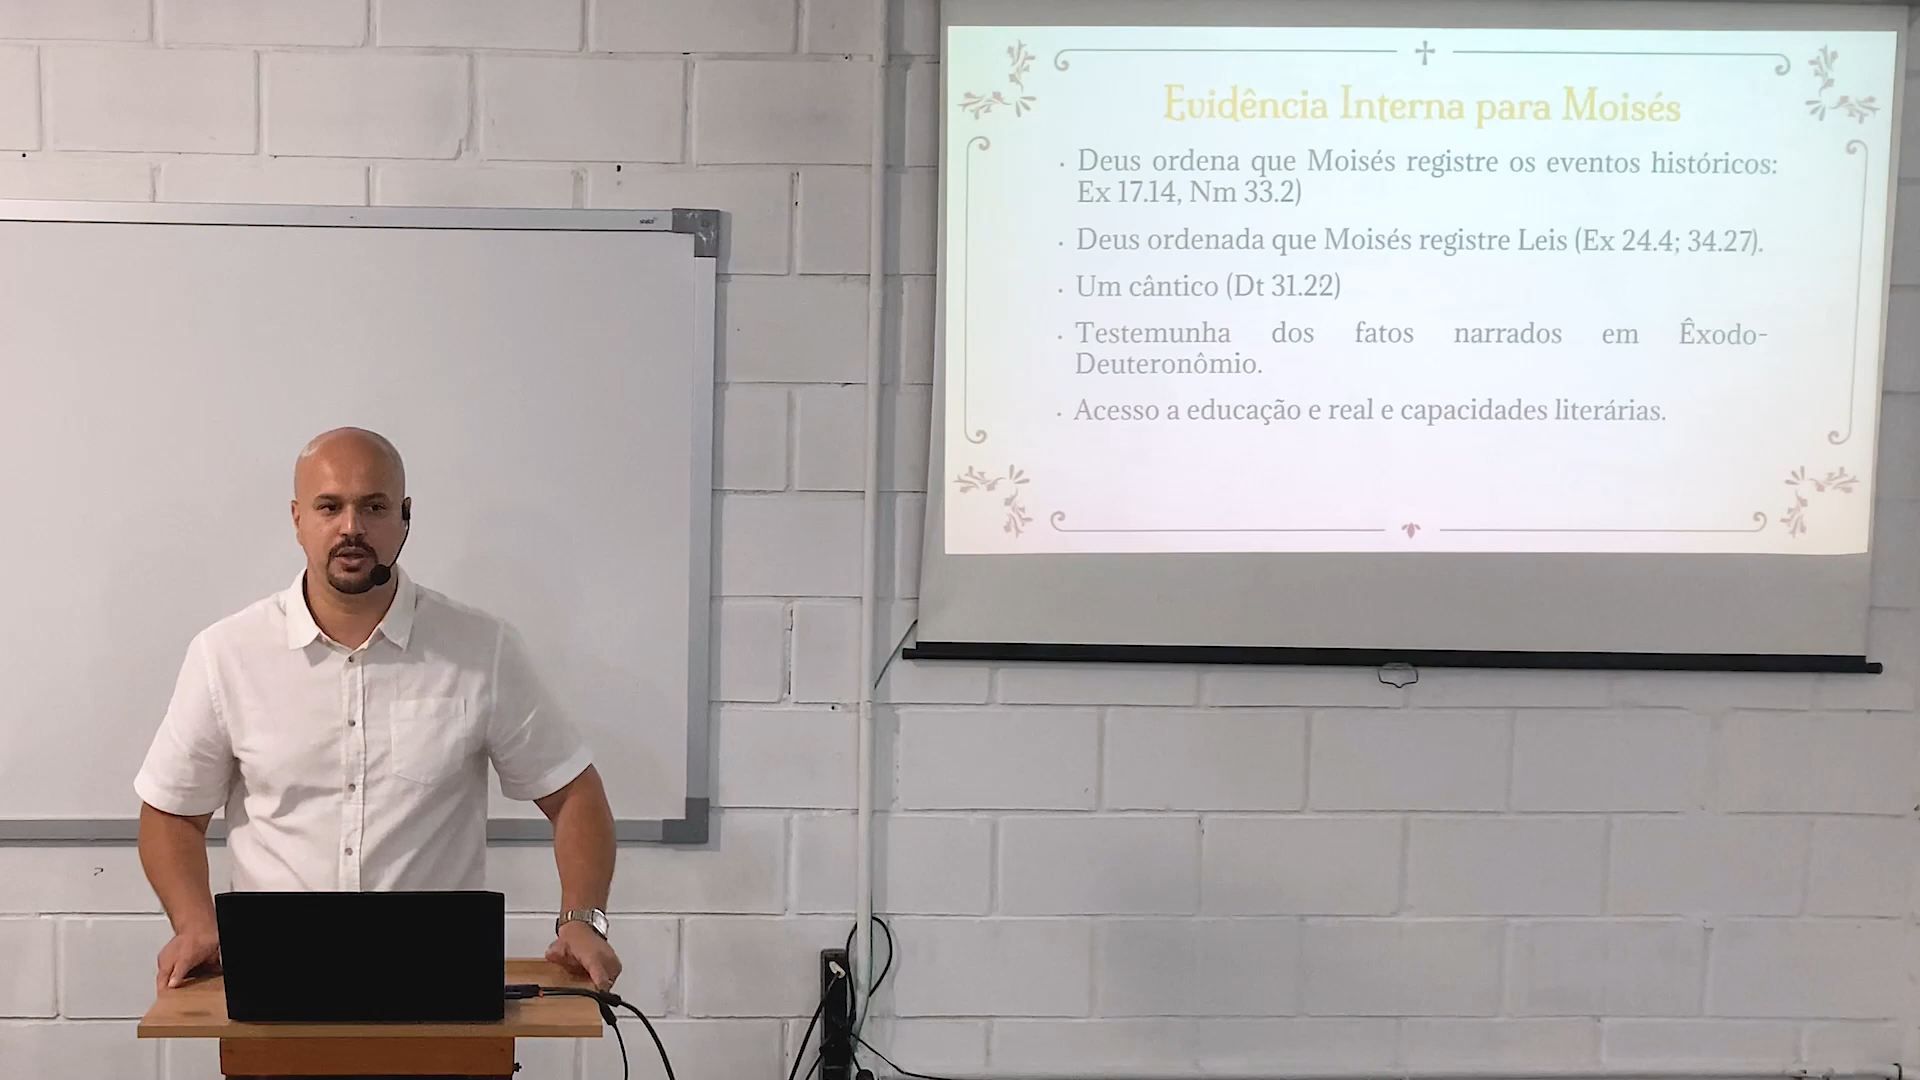 Evidência Interna para Moisés
· Deus ordena que Moisés registre os eventos históricos:
Ex 17.14, Nm 33.2)
· Deus ordenada que Moisés registre Leis (Ex 24.4; 34.27).
· Um cântico (Dt 31.22)
· Testemunha dos fatos narrados em Êxodo-
Deuteronômio.
· Acesso a educação e real e capacidades literárias.